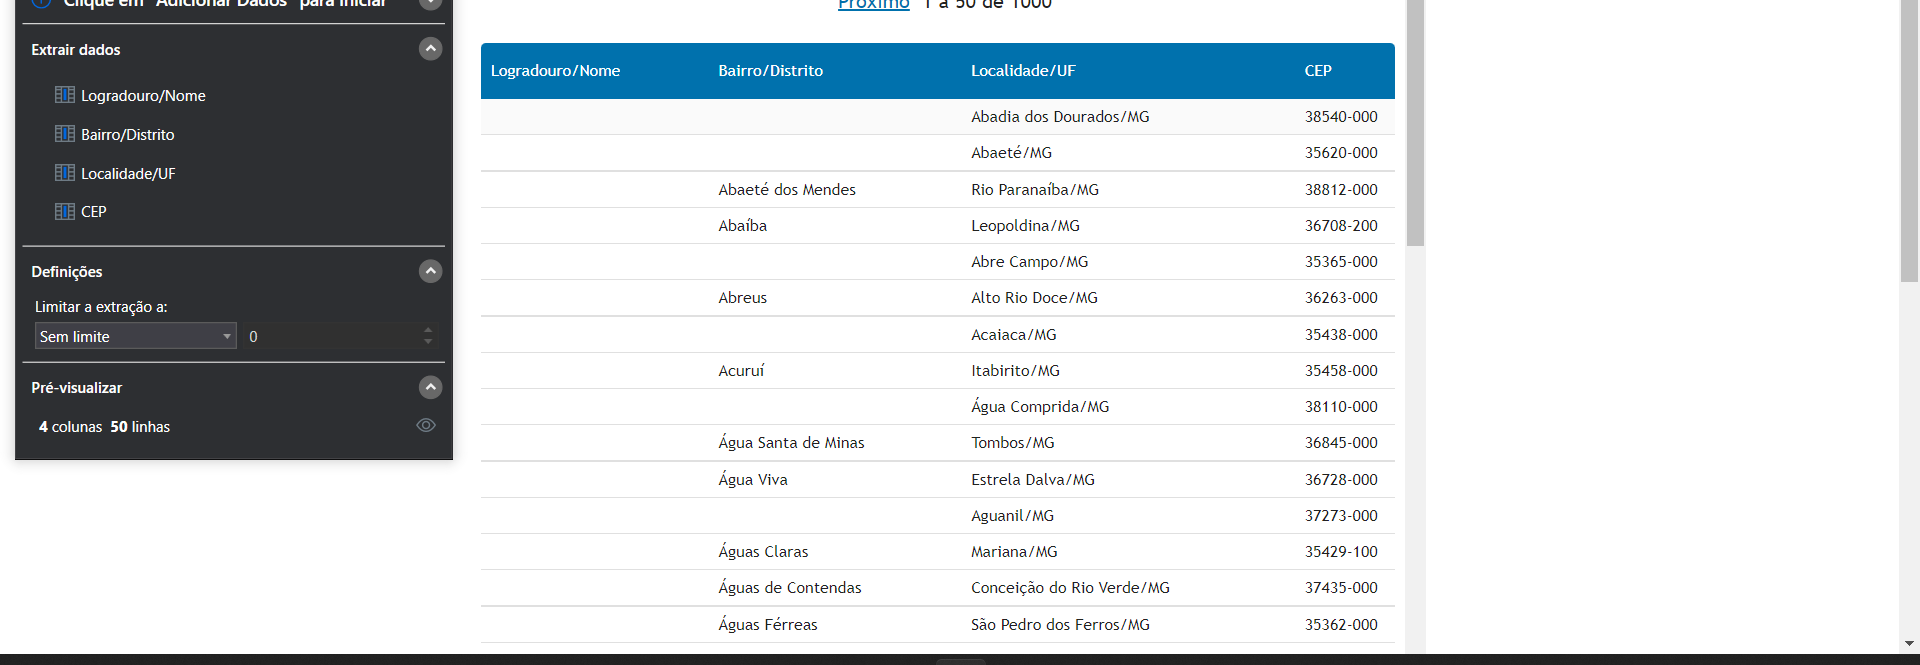 Clique em "Adicionar Dados" para iniciar
Extrair dados
Logradouro/Nome
Bairro/Distrito
Localidade/UF
CEP
Definições
Limitar a extração a:
Sem limite 0
Pré-visualizar
4 colunas 50 linhas
Próximo 1 a 50 de 1000
Logradouro/Nome Bairro/Distrito Localidade/UF CEP
Abadia dos Dourados/MG 38540-000
Abaeté/MG 35620-000
Abaeté dos Mendes Rio Paranaíba/MG 38812-000
Abaíba Leopoldina/MG 36708-200
Abre Campo/MG 35365-000
Abreus Alto Rio Doce/MG 36263-000
Acaiaca/MG 35438-000
Acuruí Itabirito/MG 35458-000
Água Comprida/MG 38110-000
Água Santa de Minas Tombos/MG 36845-000
Água Viva Estrela Dalva/MG 36728-000
Aguanil/MG 37273-000
Águas Claras Mariana/MG 35429-100
Águas de Contendas Conceição do Rio Verde/MG 37435-000
Águas Férreas São Pedro dos Ferros/MG 35362-000